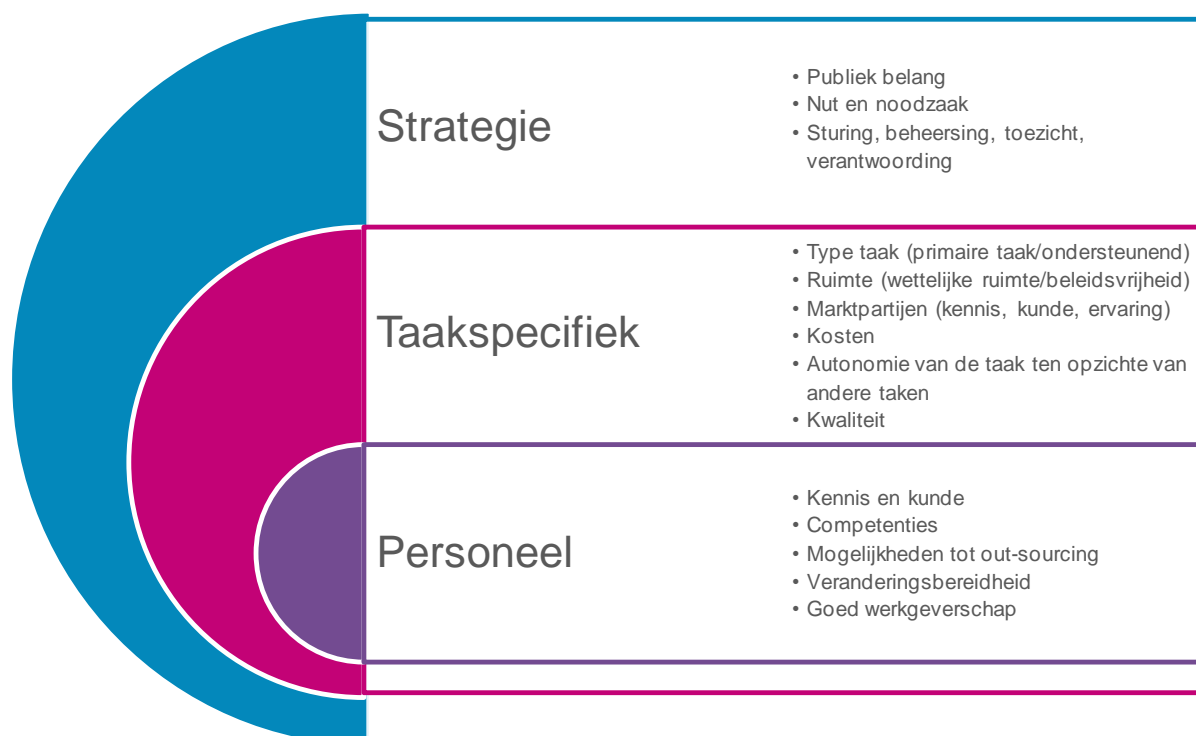 Strategie
• Publiek belang
• Nut en noodzaak
• Sturing, beheersing, toezicht,
verantwoording
Taakspecifiek
• Type taak (primaire taak/ondersteunend)
• Ruimte (wettelijke ruimte/beleidsvrijheid)
• Marktpartijen (kennis, kunde, ervaring)
• Kosten
• Autonomie van de taak ten opzichte van
andere taken
• Kwaliteit
Personeel
• Kennis en kunde
• Competenties
• Mogelijkheden tot out-sourcing
• Veranderingsbereidheid
• Goed werkgeverschap